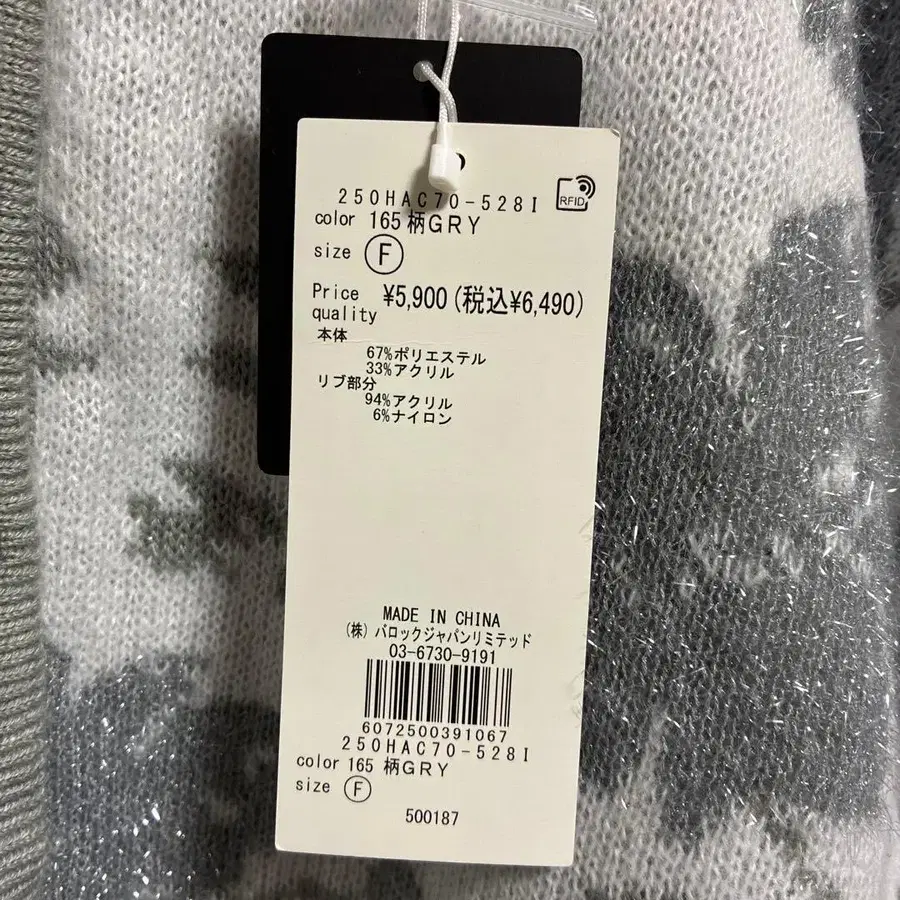 250HAC70-528I
RFID
color 165 柄GRY
size F
Price ¥5,900(税込¥6,490)
quality
本体
67%ポリエステル
33%アクリル
リブ部分
94%アクリル
6%ナイロン
MADE IN CHINA
(株)バロックジャパンリミテッド
03-6730-9191
6072500391067
250HAC70-528I
color 165 柄GRY
size F
500187